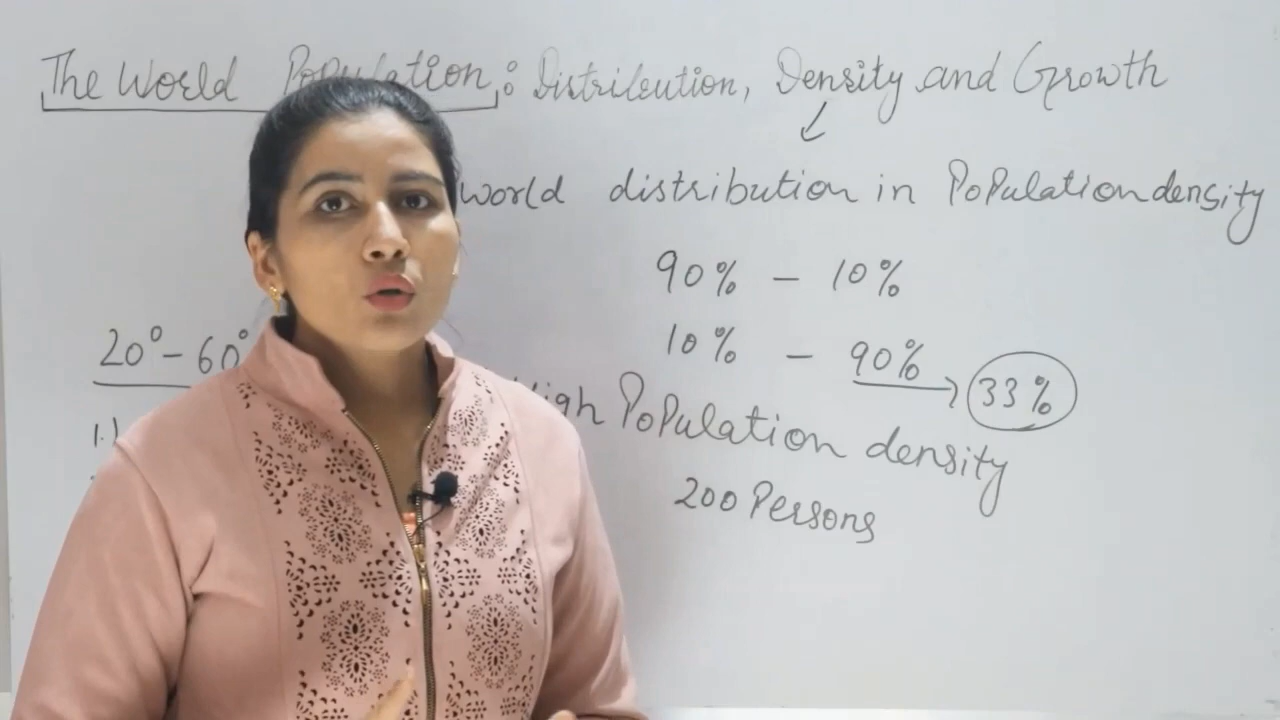 The World Population: Distribution, Density and Growth
world distribution in Population density
90% – 10%
10% – 90% → 33%
20° – 60°
High Population density
1.)
200 Persons